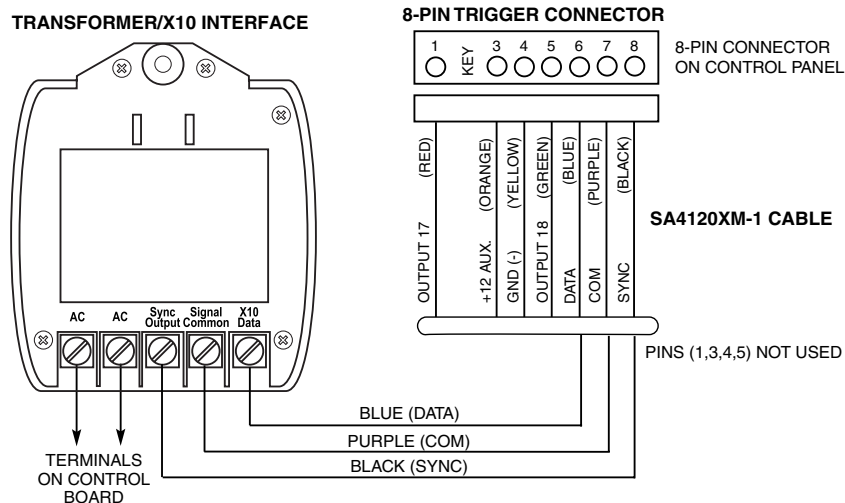 TRANSFORMER/X10 INTERFACE
8-PIN TRIGGER CONNECTOR
1
KEY
3
4
5
6
7
8
8-PIN CONNECTOR
ON CONTROL PANEL
(RED)
(ORANGE)
(YELLOW)
(GREEN)
(BLUE)
(PURPLE)
(BLACK)
OUTPUT 17
+12 AUX.
GND (-)
OUTPUT 18
DATA
COM
SYNC
SA4120XM-1 CABLE
AC
AC
Sync
Output
Signal
Common
X10
Data
PINS (1,3,4,5) NOT USED
BLUE (DATA)
PURPLE (COM)
BLACK (SYNC)
TERMINALS
ON CONTROL
BOARD